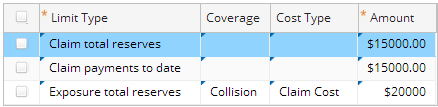 * Limit Type Coverage Cost Type * Amount
Claim total reserves $15000.00
Claim payments to date $15000.00
Exposure total reserves Collision Claim Cost $20000